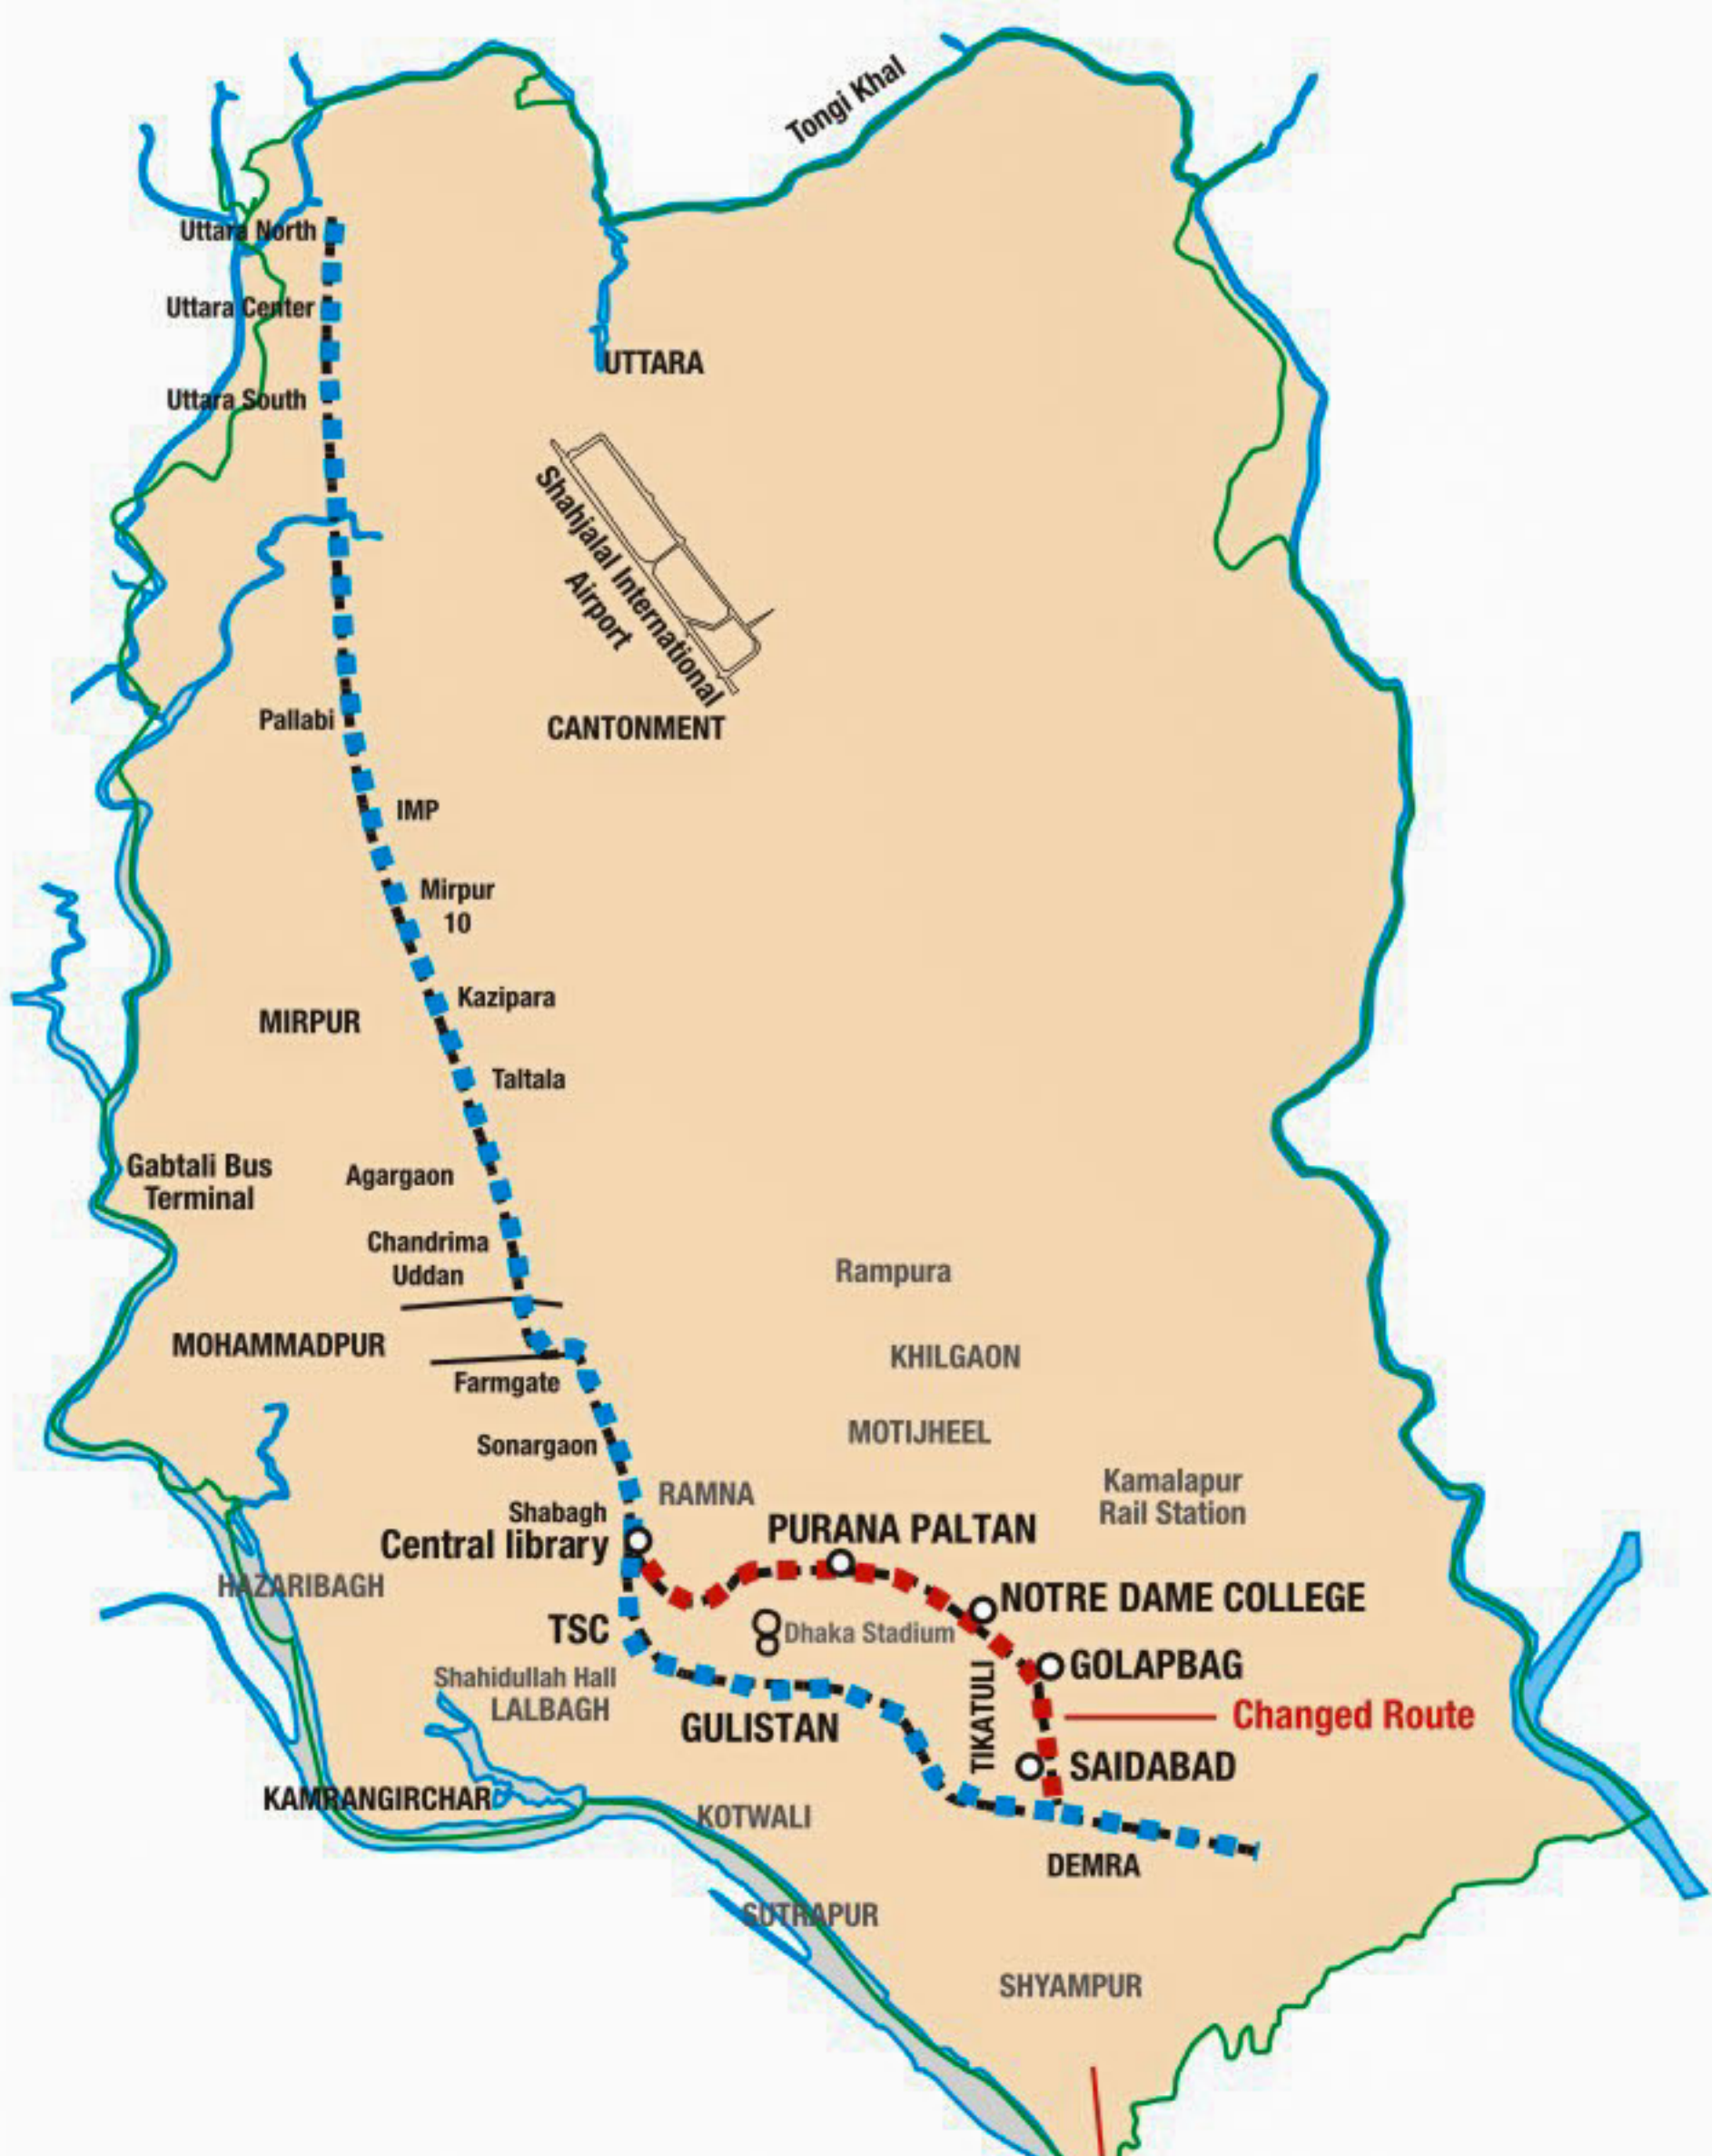 Tongi Khal
Uttara North
Uttara Center
UTTARA
Uttara South
Shahjalal International
Airport
Pallabi
CANTONMENT
IMP
Mirpur
10
Kazipara
MIRPUR
Taltala
Gabtali Bus
Terminal
Agargaon
Chandrima
Uddan
Rampura
MOHAMMADPUR
KHILGAON
Farmgate
MOTIJHEEL
Sonargaon
Kamalapur
Rail Station
RAMNA
Shabagh
Central library
PURANA PALTAN
HAZARIBAGH
NOTRE DAME COLLEGE
TSC
Dhaka Stadium
GOLAPBAG
Shahidullah Hall
LALBAGH
TIKATULI
Changed Route
GULISTAN
SAIDABAD
KAMRANGIRCHAR
KOTWALI
DEMRA
SUTRAPUR
SHYAMPUR